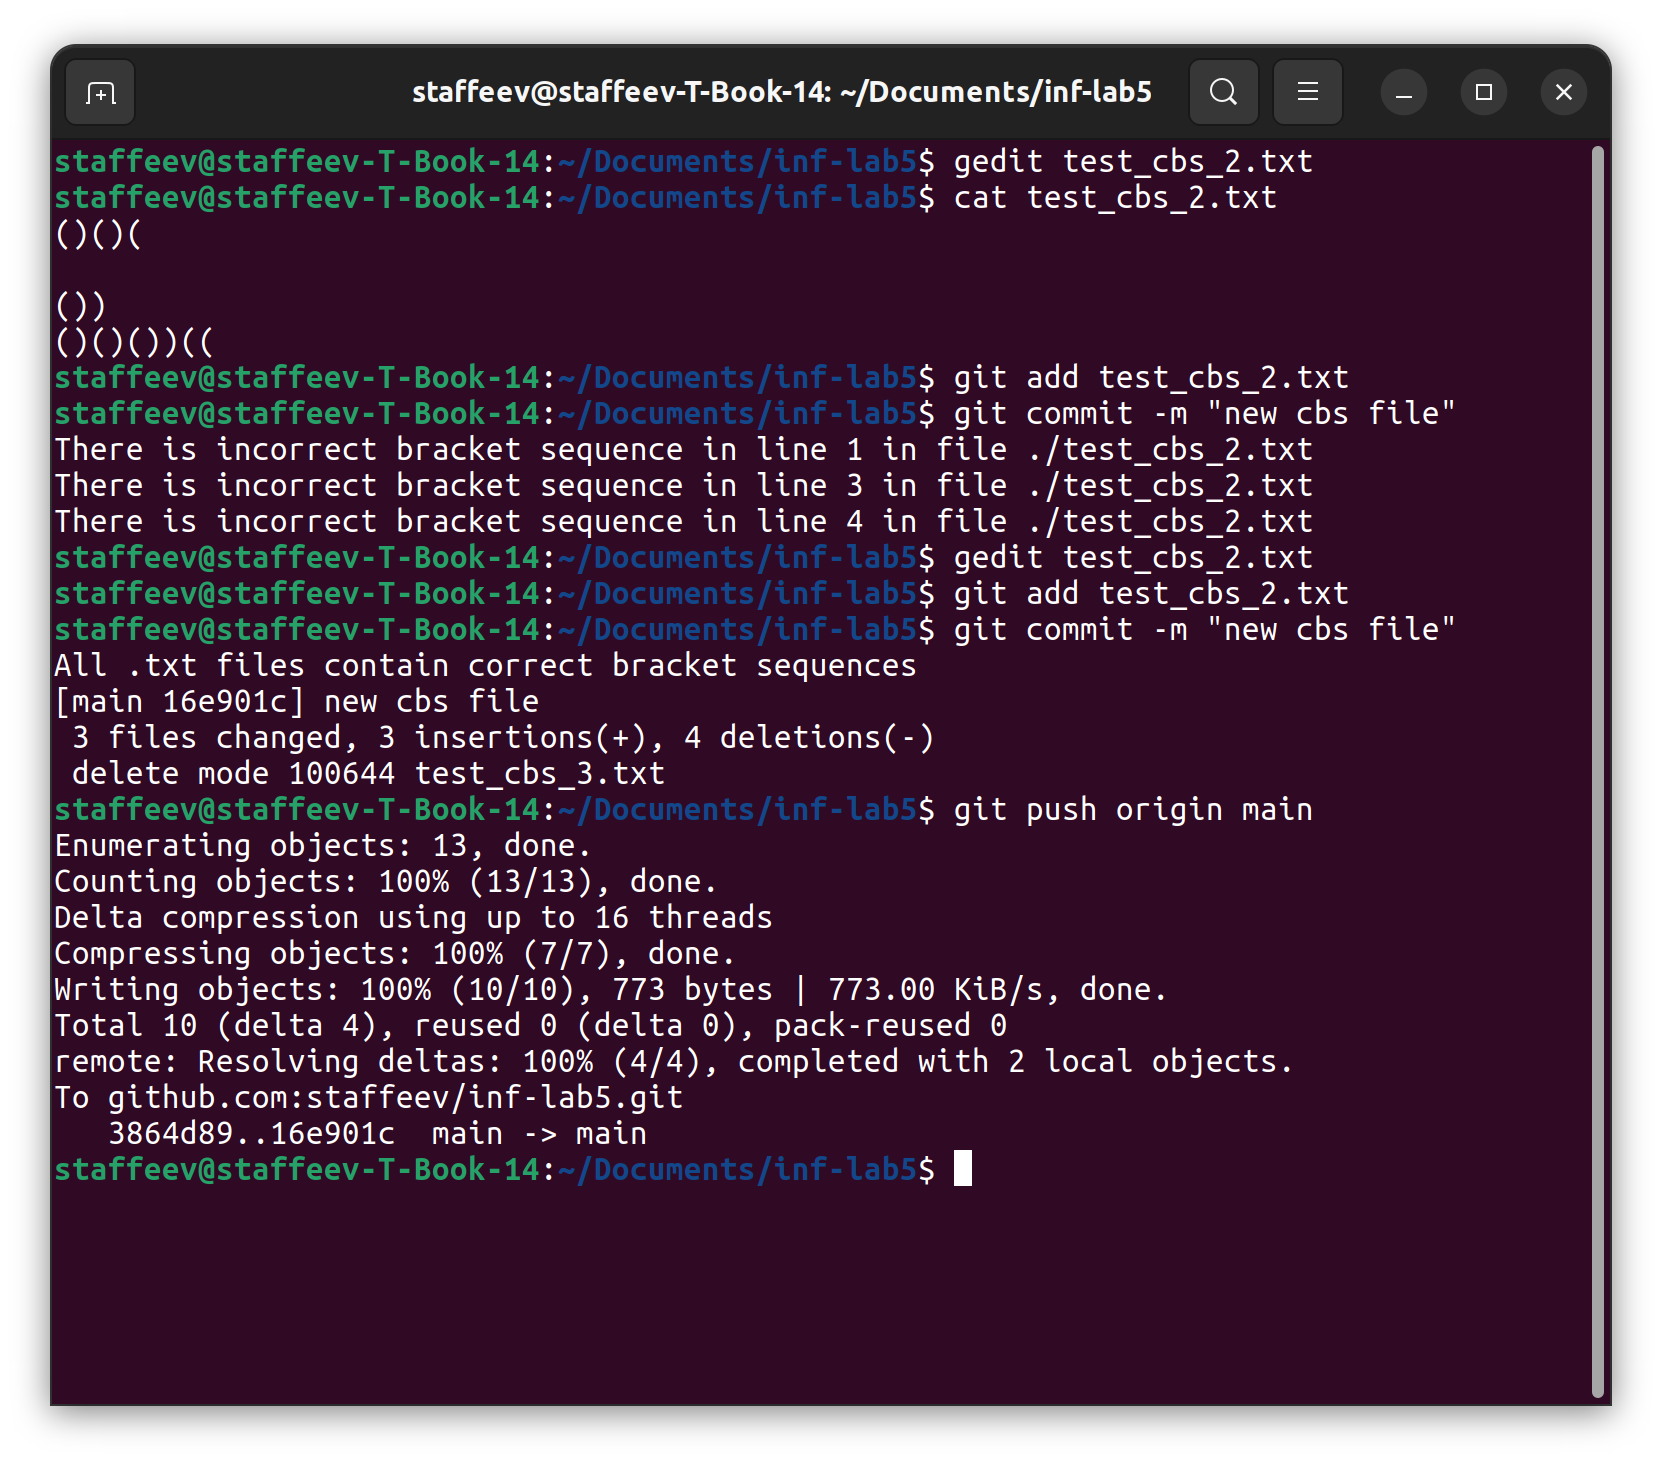 staffeev@staffeev-T-Book-14: ~/Documents/inf-lab5
staffeev@staffeev-T-Book-14:~/Documents/inf-lab5$ gedit test_cbs_2.txt
staffeev@staffeev-T-Book-14:~/Documents/inf-lab5$ cat test_cbs_2.txt
()()(
())
()()())((
staffeev@staffeev-T-Book-14:~/Documents/inf-lab5$ git add test_cbs_2.txt
staffeev@staffeev-T-Book-14:~/Documents/inf-lab5$ git commit -m "new cbs file"
There is incorrect bracket sequence in line 1 in file ./test_cbs_2.txt
There is incorrect bracket sequence in line 3 in file ./test_cbs_2.txt
There is incorrect bracket sequence in line 4 in file ./test_cbs_2.txt
staffeev@staffeev-T-Book-14:~/Documents/inf-lab5$ gedit test_cbs_2.txt
staffeev@staffeev-T-Book-14:~/Documents/inf-lab5$ git add test_cbs_2.txt
staffeev@staffeev-T-Book-14:~/Documents/inf-lab5$ git commit -m "new cbs file"
All .txt files contain correct bracket sequences
[main 16e901c] new cbs file
 3 files changed, 3 insertions(+), 4 deletions(-)
 delete mode 100644 test_cbs_3.txt
staffeev@staffeev-T-Book-14:~/Documents/inf-lab5$ git push origin main
Enumerating objects: 13, done.
Counting objects: 100% (13/13), done.
Delta compression using up to 16 threads
Compressing objects: 100% (7/7), done.
Writing objects: 100% (10/10), 773 bytes | 773.00 KiB/s, done.
Total 10 (delta 4), reused 0 (delta 0), pack-reused 0
remote: Resolving deltas: 100% (4/4), completed with 2 local objects.
To github.com:staffeev/inf-lab5.git
   3864d89..16e901c  main -> main
staffeev@staffeev-T-Book-14:~/Documents/inf-lab5$